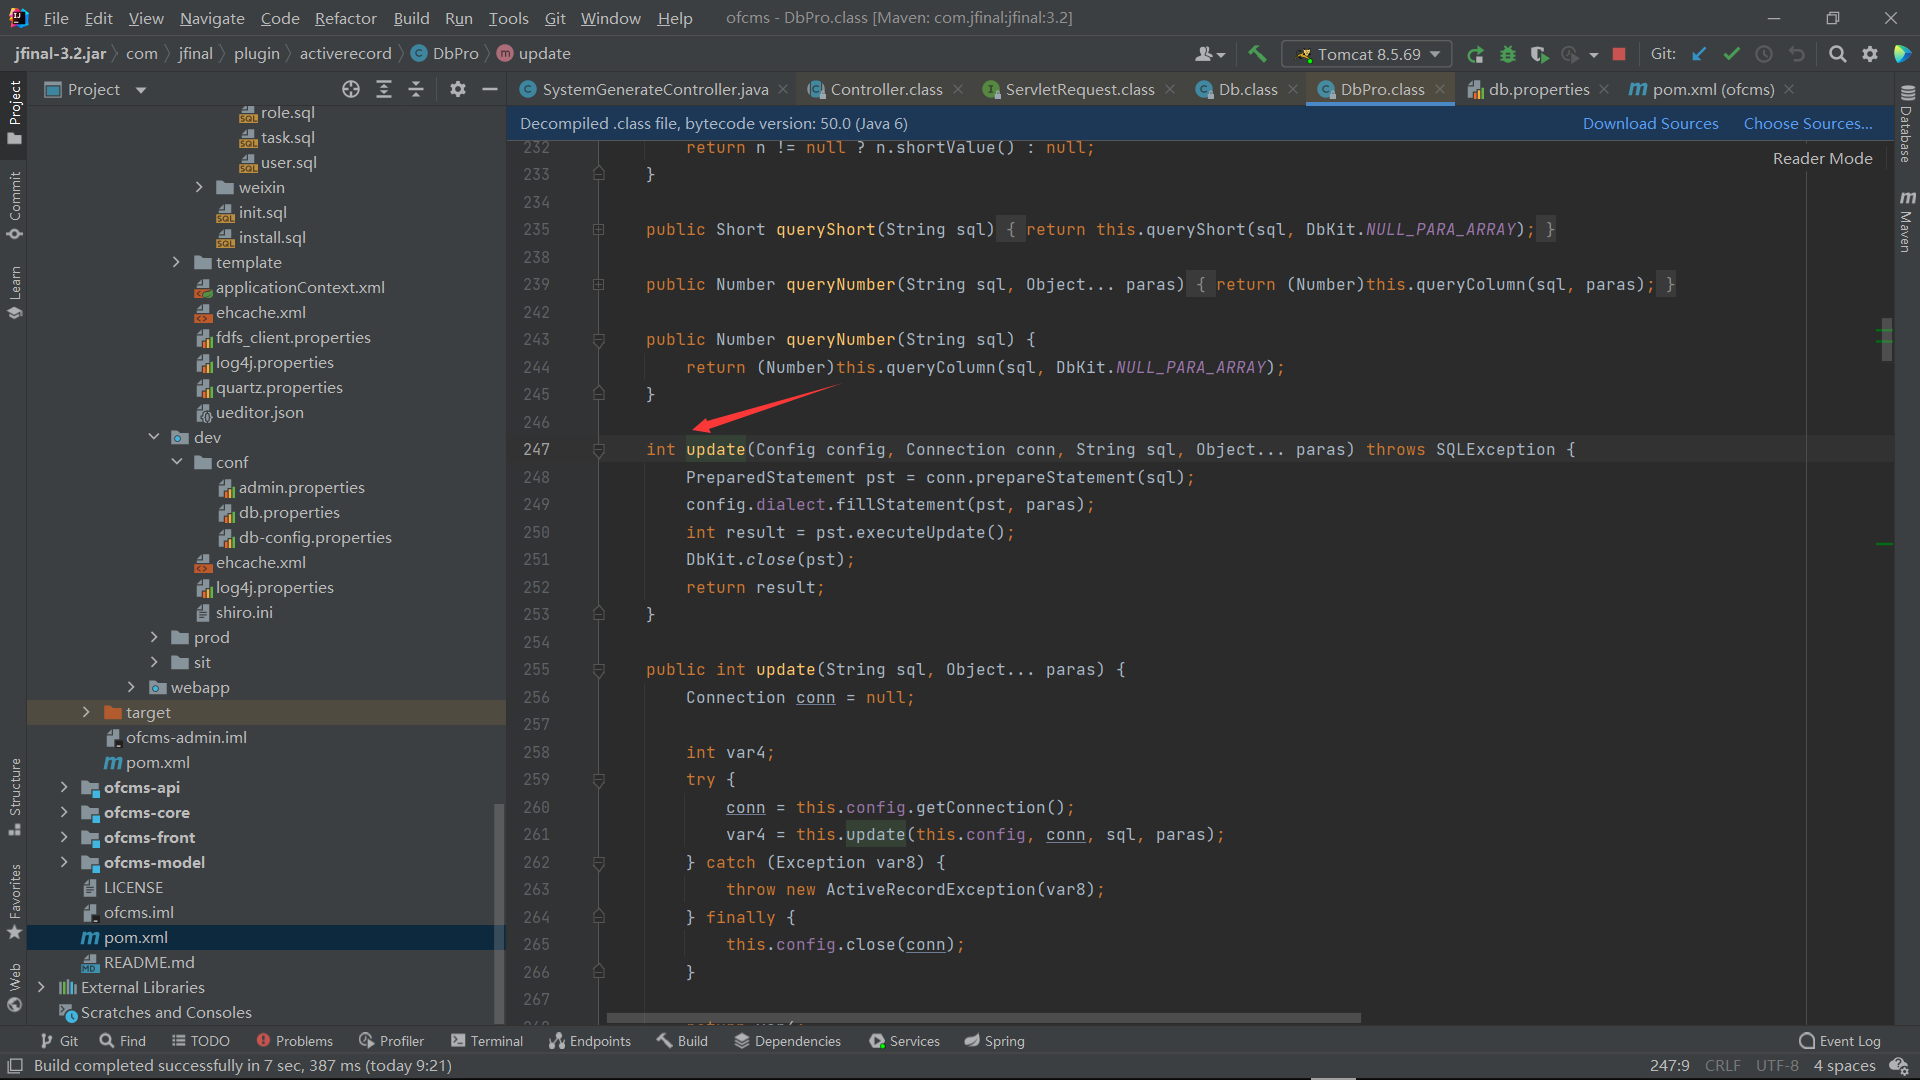 File Edit View Navigate Code Refactor Build Run Tools Git Window Help ofcms - DbPro.class [Maven: com.jfinal:jfinal:3.2]
jfinal-3.2.jar com jfinal plugin activerecord DbPro update Tomcat 8.5.69 Git:
Project
SystemGenerateController.java Controller.class ServletRequest.class Db.class DbPro.class db.properties pom.xml (ofcms)
Decompiled .class file, bytecode version: 50.0 (Java 6) Download Sources Choose Sources...
Reader Mode
Project
Commit
Learn
Structure
Favorites
Web
role.sql
task.sql
user.sql
weixin
init.sql
install.sql
template
applicationContext.xml
ehcache.xml
fdfs_client.properties
log4j.properties
quartz.properties
ueditor.json
dev
conf
admin.properties
db.properties
db-config.properties
ehcache.xml
log4j.properties
shiro.ini
prod
sit
webapp
target
ofcms-admin.iml
pom.xml
ofcms-api
ofcms-core
ofcms-front
ofcms-model
LICENSE
ofcms.iml
pom.xml
README.md
External Libraries
Scratches and Consoles
232 return n != null ? n.shortValue() : null;
233 }
234
235 public Short queryShort(String sql) { return this.queryShort(sql, DbKit.NULL_PARA_ARRAY); }
238
239 public Number queryNumber(String sql, Object... paras) { return (Number)this.queryColumn(sql, paras); }
242
243 public Number queryNumber(String sql) {
244 return (Number)this.queryColumn(sql, DbKit.NULL_PARA_ARRAY);
245 }
246
247 int update(Config config, Connection conn, String sql, Object... paras) throws SQLException {
248 PreparedStatement pst = conn.prepareStatement(sql);
249 config.dialect.fillStatement(pst, paras);
250 int result = pst.executeUpdate();
251 DbKit.close(pst);
252 return result;
253 }
254
255 public int update(String sql, Object... paras) {
256 Connection conn = null;
257
258 int var4;
259 try {
260 conn = this.config.getConnection();
261 var4 = this.update(this.config, conn, sql, paras);
262 } catch (Exception var8) {
263 throw new ActiveRecordException(var8);
264 } finally {
265 this.config.close(conn);
266 }
267
Database
Maven
Git Find TODO Problems Profiler Terminal Endpoints Build Dependencies Services Spring Event Log
Build completed successfully in 7 sec, 387 ms (today 9:21) 247:9 CRLF UTF-8 4 spaces